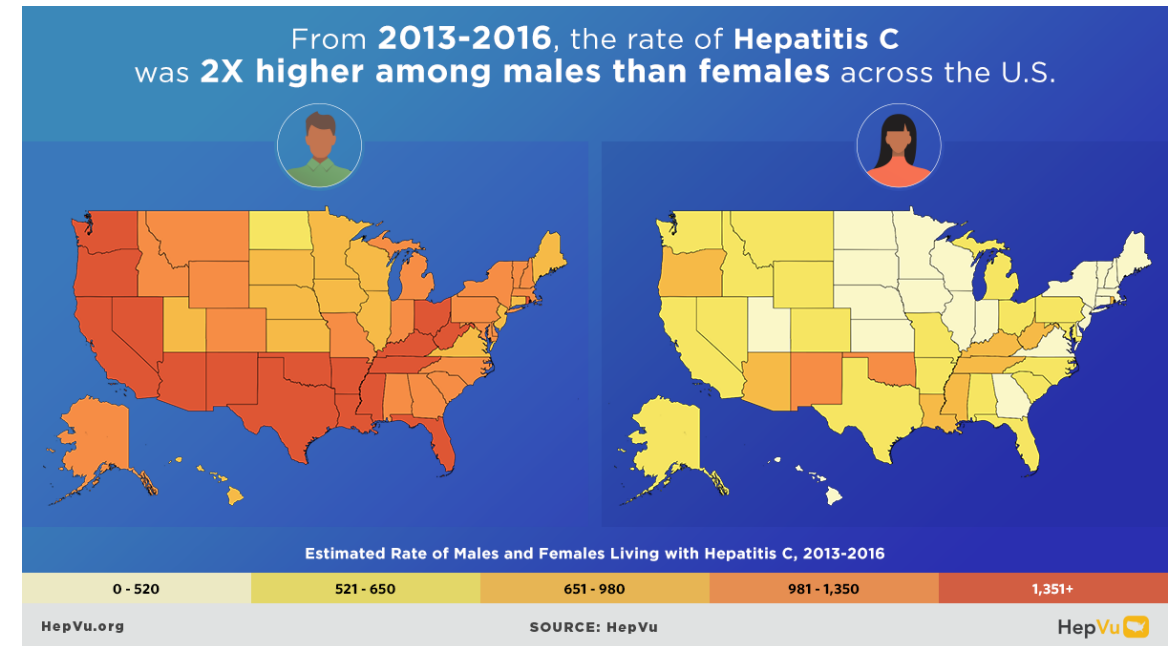 From 2013-2016, the rate of Hepatitis C
was 2X higher among males than females across the U.S.
Estimated Rate of Males and Females Living with Hepatitis C, 2013-2016
0 - 520
521 - 650
651 - 980
981 - 1,350
1,351+
HepVu.org
SOURCE: HepVu
HepVu